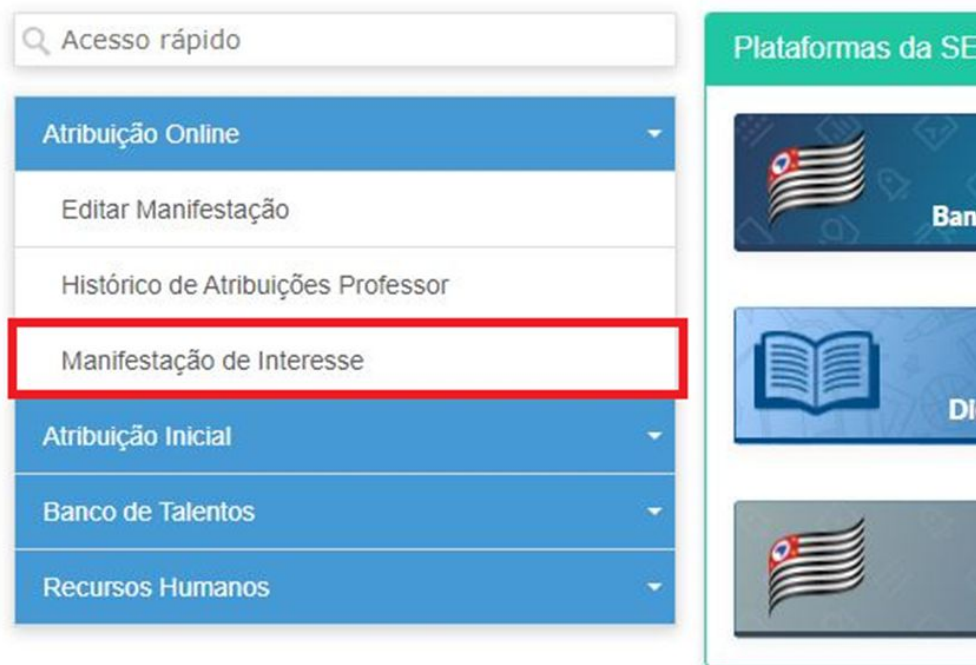 Acesso rápido
Atribuição Online
Editar Manifestação
Histórico de Atribuições Professor
Manifestação de Interesse
Atribuição Inicial
Banco de Talentos
Recursos Humanos
Plataformas da SE
Ban